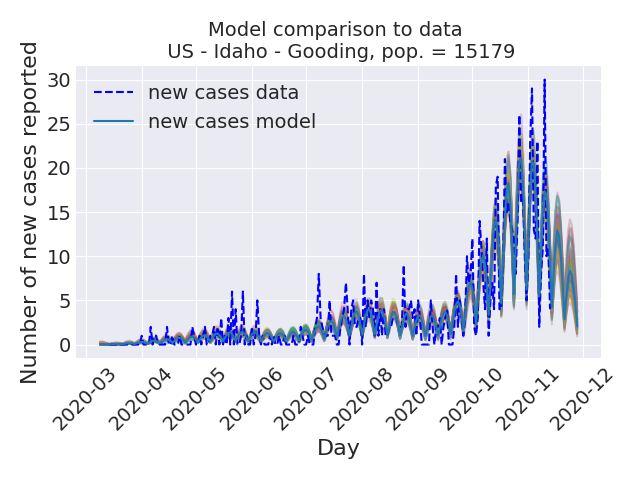 Model comparison to data
US - Idaho - Gooding, pop. = 15179
Number of new cases reported
30
25
20
15
10
5
0
new cases data
new cases model
2020-03
2020-04
2020-05
2020-06
2020-07
2020-08
2020-09
2020-10
2020-11
2020-12
Day